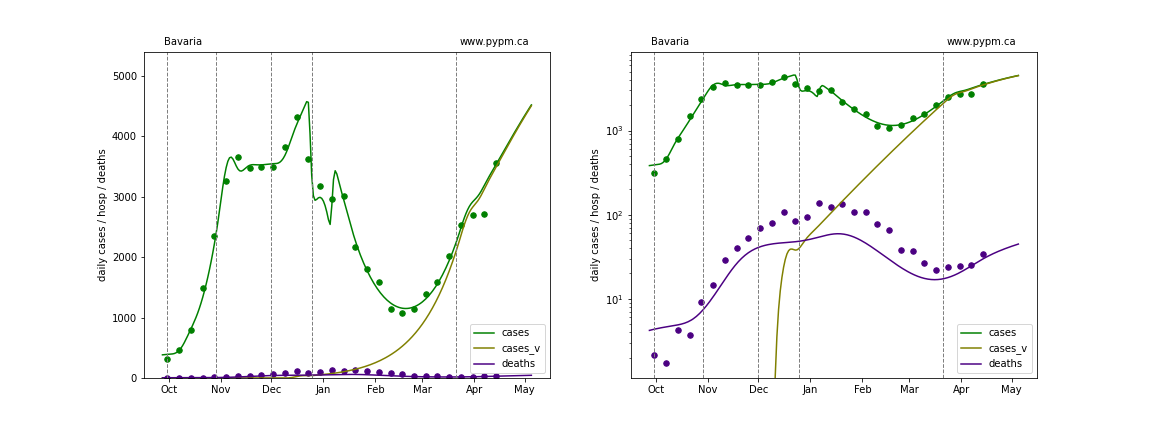 Bavaria
www.pypm.ca
daily cases / hosp / deaths
5000
4000
3000
2000
1000
0
Oct
Nov
Dec
Jan
Feb
Mar
Apr
May
cases
cases_v
deaths
Bavaria
www.pypm.ca
daily cases / hosp / deaths
10³
10²
10¹
Oct
Nov
Dec
Jan
Feb
Mar
Apr
May
cases
cases_v
deaths